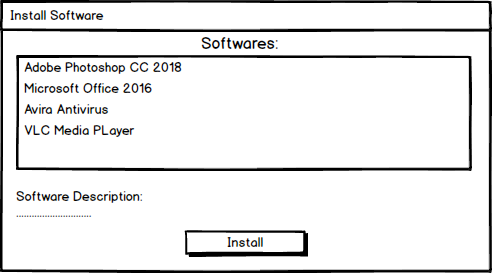 Install Software
Softwares:
Adobe Photoshop CC 2018
Microsoft Office 2016
Avira Antivirus
VLC Media PLayer
Software Description:
.............................
Install